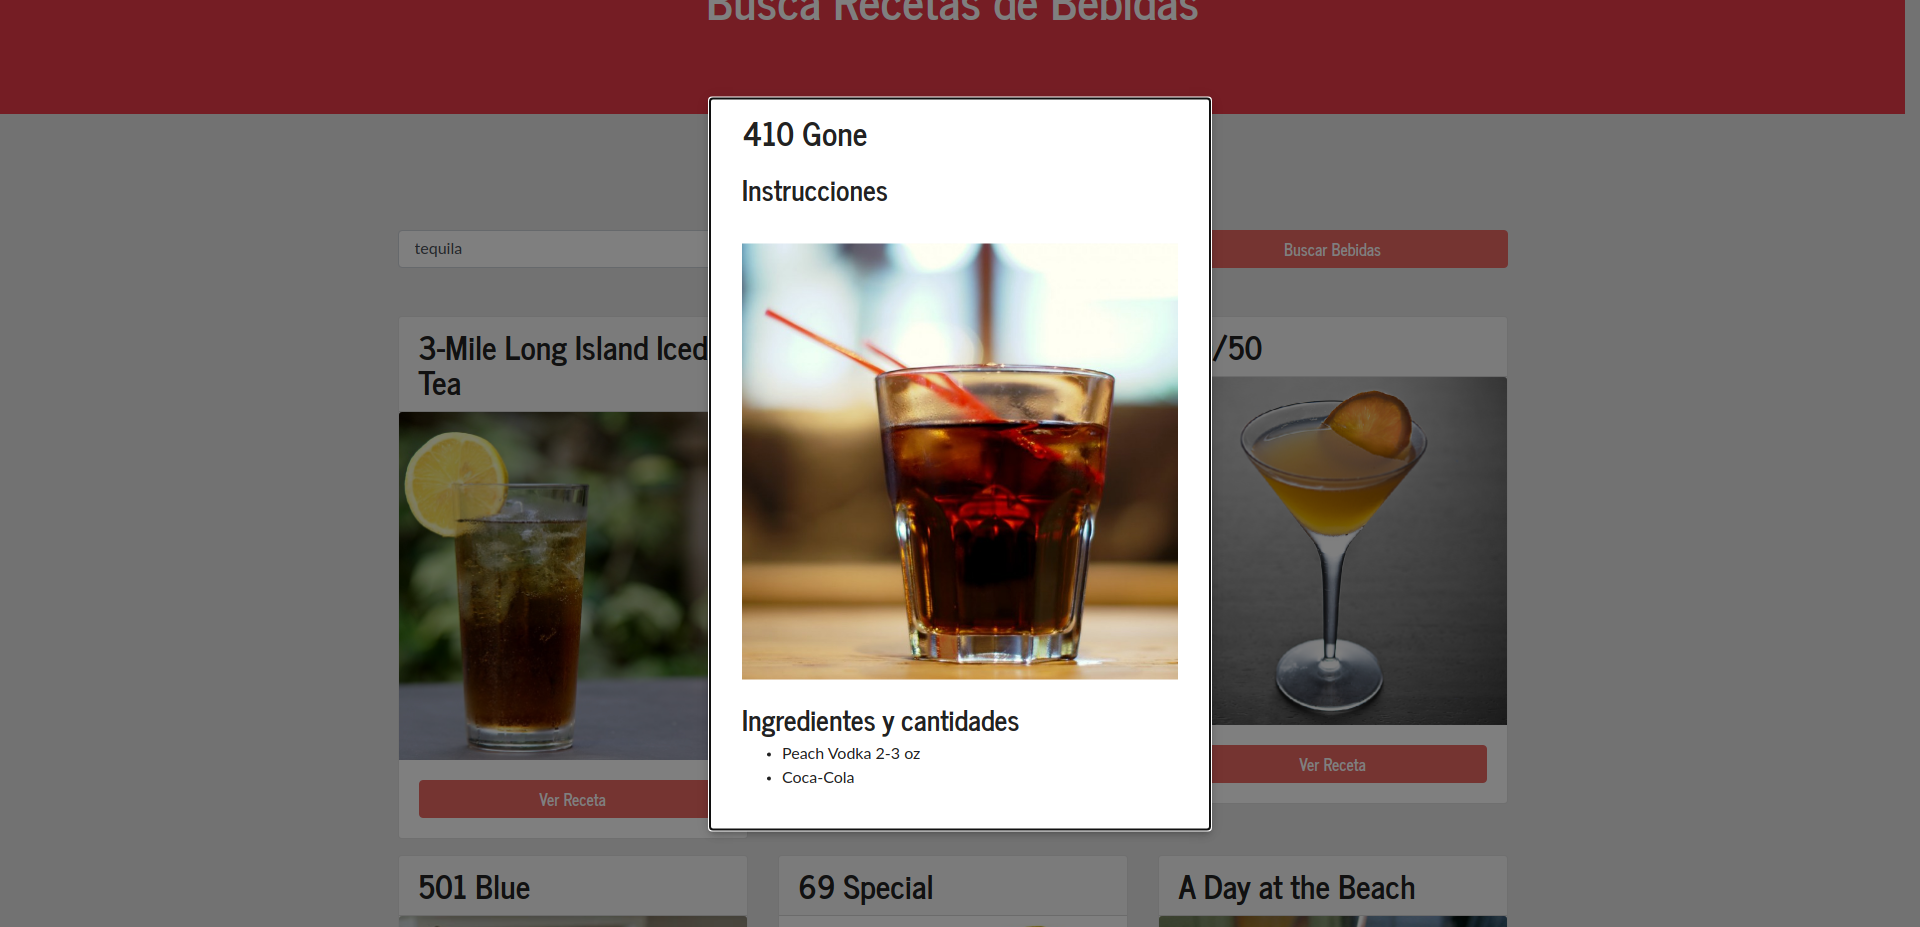 Busca Recetas de Bebidas
410 Gone
Instrucciones
tequila
Buscar Bebidas
3-Mile Long Island Iced
Tea
/50
Ingredientes y cantidades
Peach Vodka 2-3 oz
Coca-Cola
Ver Receta
Ver Receta
501 Blue
69 Special
A Day at the Beach